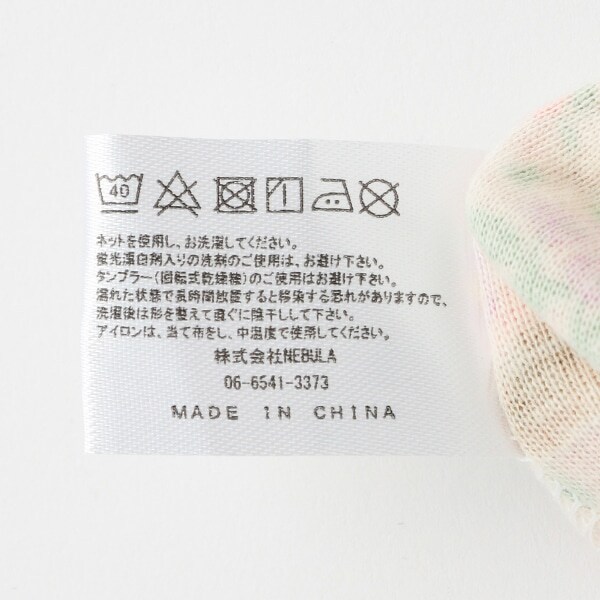 40
ネットを使用し、お洗濯してください。
蛍光漂白剤入りの洗剤のご使用は、お避け下さい。
タンブラー(回転式乾燥機)のご使用はお避け下さい。
濡れた状態で長時間放置すると移染する恐れがありますので、
洗濯後は形を整えて直ぐに陰干しして下さい。
アイロンは、当て布をし、中温度で使用してください。
株式会社NEBULA
06-6541-3373
MADE IN CHINA